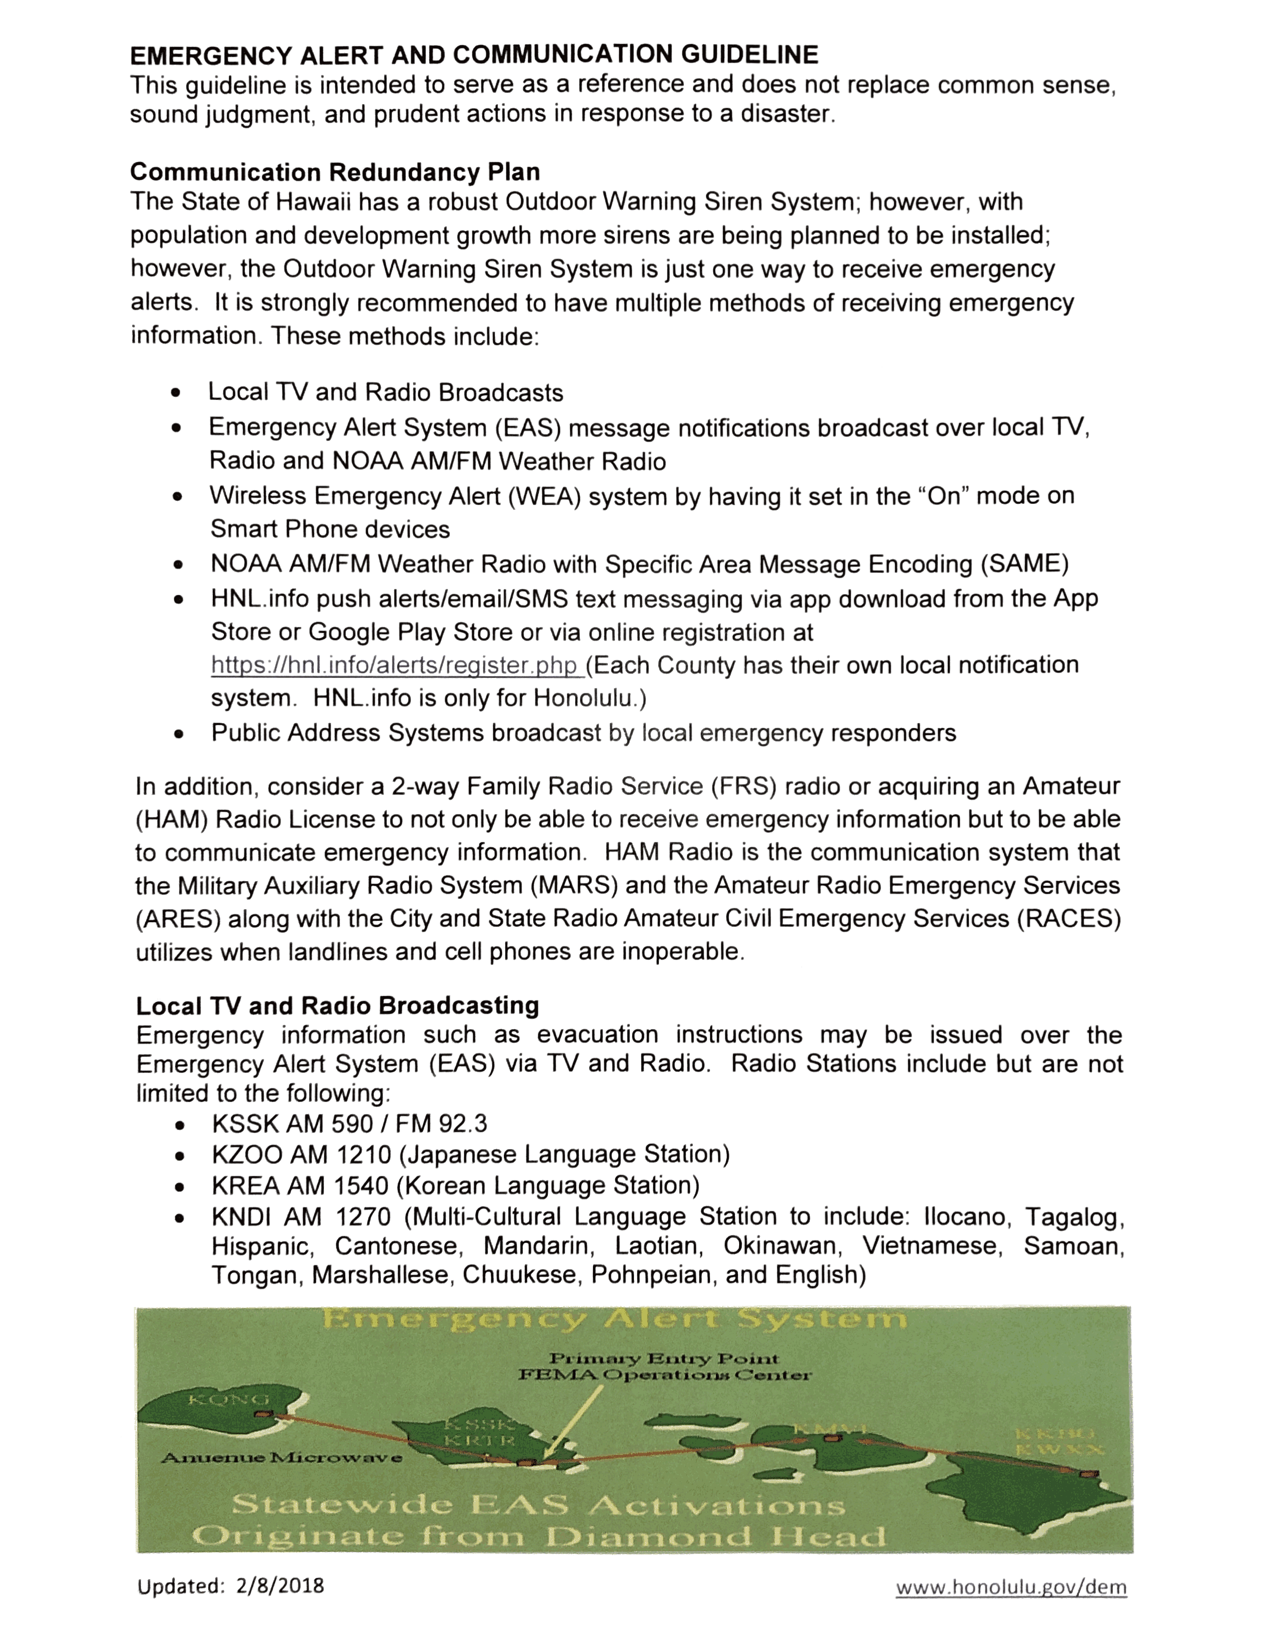 EMERGENCY ALERT AND COMMUNICATION GUIDELINE
This guideline is intended to serve as a reference and does not replace common sense,
sound judgment, and prudent actions in response to a disaster.
Communication Redundancy Plan
The State of Hawaii has a robust Outdoor Warning Siren System; however, with
population and development growth more sirens are being planned to be installed;
however, the Outdoor Warning Siren System is just one way to receive emergency
alerts.  It is strongly recommended to have multiple methods of receiving emergency
information. These methods include:
• Local TV and Radio Broadcasts
• Emergency Alert System (EAS) message notifications broadcast over local TV,
Radio and NOAA AM/FM Weather Radio
• Wireless Emergency Alert (WEA) system by having it set in the “On” mode on
Smart Phone devices
• NOAA AM/FM Weather Radio with Specific Area Message Encoding (SAME)
• HNL.info push alerts/email/SMS text messaging via app download from the App
Store or Google Play Store or via online registration at
https://hnl.info/alerts/register.php (Each County has their own local notification
system.  HNL.info is only for Honolulu.)
• Public Address Systems broadcast by local emergency responders
In addition, consider a 2-way Family Radio Service (FRS) radio or acquiring an Amateur
(HAM) Radio License to not only be able to receive emergency information but to be able
to communicate emergency information.  HAM Radio is the communication system that
the Military Auxiliary Radio System (MARS) and the Amateur Radio Emergency Services
(ARES) along with the City and State Radio Amateur Civil Emergency Services (RACES)
utilizes when landlines and cell phones are inoperable.
Local TV and Radio Broadcasting
Emergency information such as evacuation instructions may be issued over the
Emergency Alert System (EAS) via TV and Radio.  Radio Stations include but are not
limited to the following:
• KSSK AM 590 / FM 92.3
• KZOO AM 1210 (Japanese Language Station)
• KREA AM 1540 (Korean Language Station)
• KNDI AM 1270 (Multi-Cultural Language Station to include: Ilocano, Tagalog,
Hispanic, Cantonese, Mandarin, Laotian, Okinawan, Vietnamese, Samoan,
Tongan, Marshallese, Chuukese, Pohnpeian, and English)
Emergency Alert System
Primary Entry Point
FEMA Operations Center
KQNG
KSSK
KRTR
KMVI
KWXX
Anuenue Microwave
Statewide EAS Activations
Originate from Diamond Head
Updated:  2/8/2018
www.honolulu.gov/dem